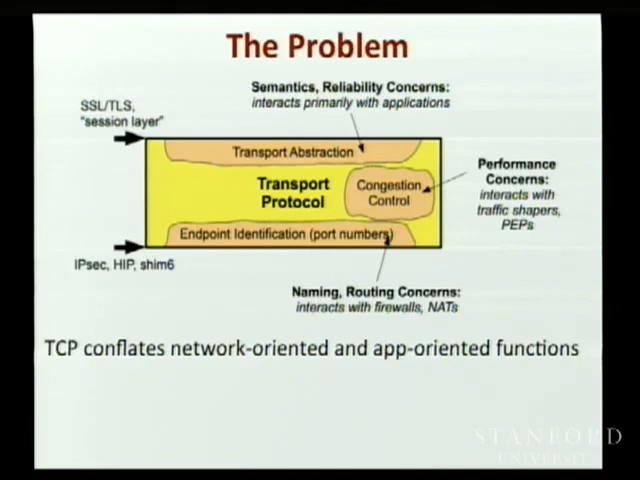 The Problem
Semantics, Reliability Concerns:
interacts primarily with applications
SSL/TLS,
"session layer"
Transport Abstraction
Transport
Protocol
Congestion
Control
Performance
Concerns:
interacts with
traffic shapers,
PEPs
Endpoint Identification (port numbers)
IPsec, HIP, shim6
Naming, Routing Concerns:
interacts with firewalls, NATs
TCP conflates network-oriented and app-oriented functions
STANFORD
UNIVERSITY